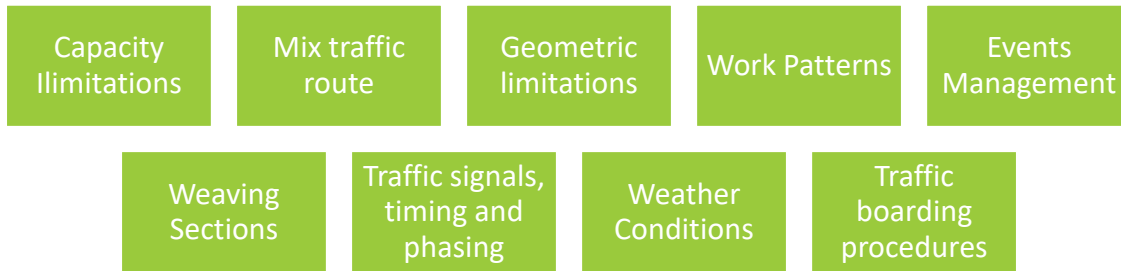 Capacity
Ilimitations
Mix traffic
route
Geometric
limitations
Work Patterns
Events
Management
Weaving
Sections
Traffic signals,
timing and
phasing
Weather
Conditions
Traffic
boarding
procedures